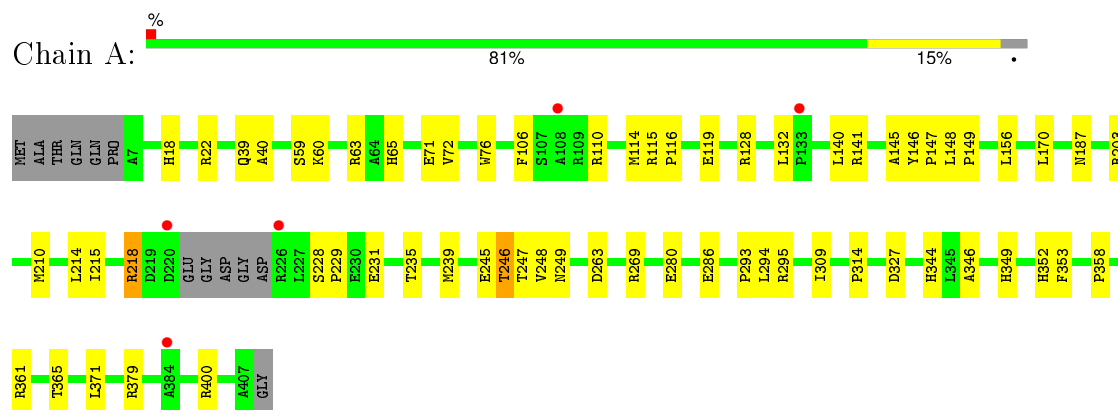 %
Chain A:
81% 15% •
MET ALA THR GLN GLN PRO A7 H18 R22 Q39 A40 S59 K60 R63 A64 H65 E71 V72 W76 F106 S107 A108 R109 R110 M114 R115 P116 E119 R128 L132 P133 L140 R141 A145 Y146 P147 L148 P149 L156 L170 N187
M210 L214 L215 R218 D219 D220 GLU GLY ASP GLY ASP R226 L227 S228 P229 E230 E231 T235 M239 E245 T246 T247 V248 N249 D263 R269 E280 E286 P293 L294 R295 I309 P314 D327 H344 L345 A346 H349 H352 F353 P358
R361 T365 L371 R379 A384 R400 A407 GLY